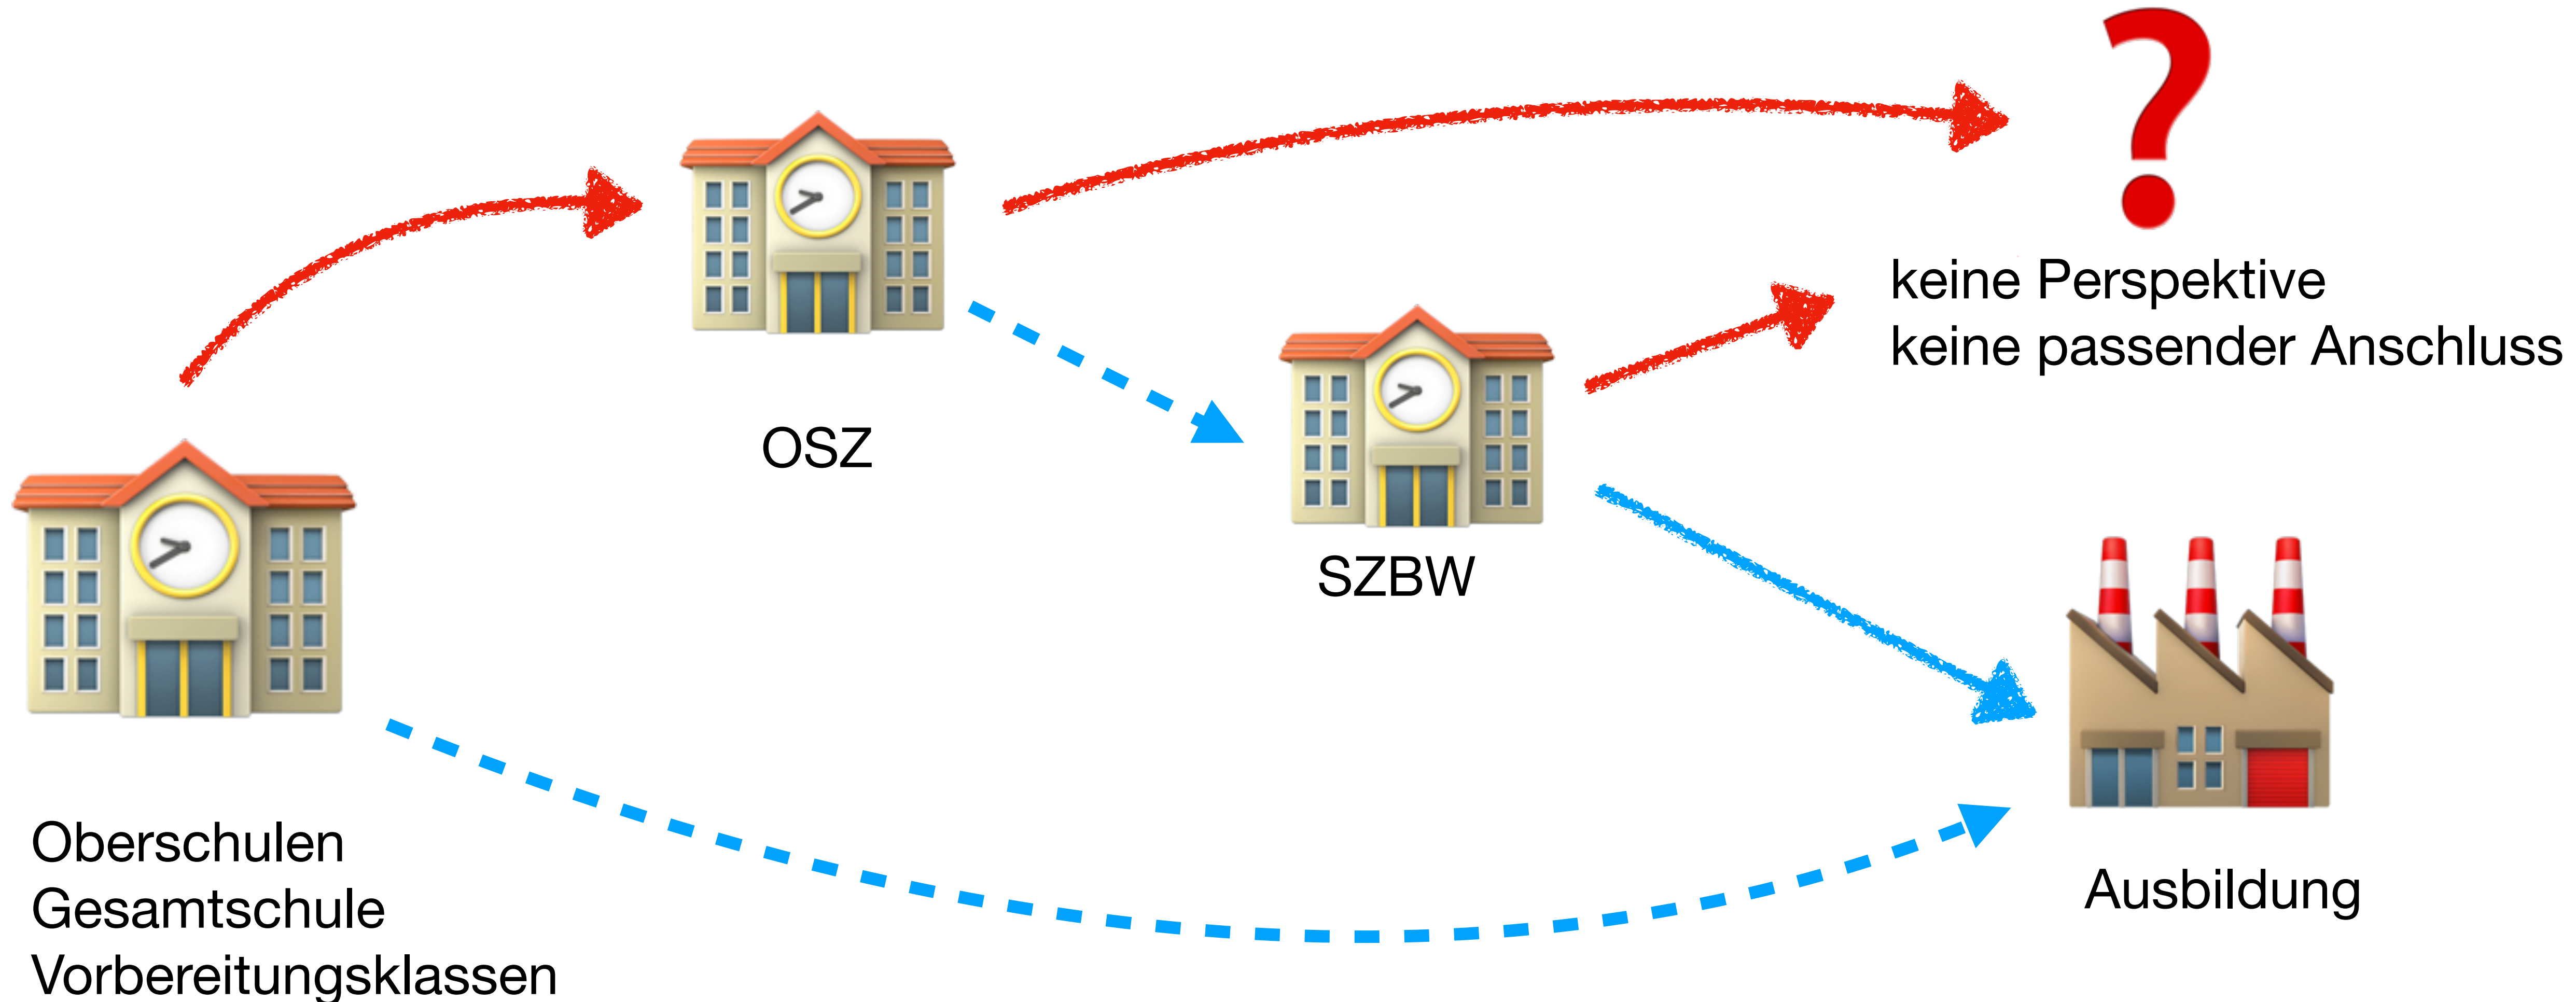 keine Perspektive
keine passender Anschluss
OSZ
SZBW
Oberschulen
Gesamtschule
Vorbereitungsklassen
Ausbildung